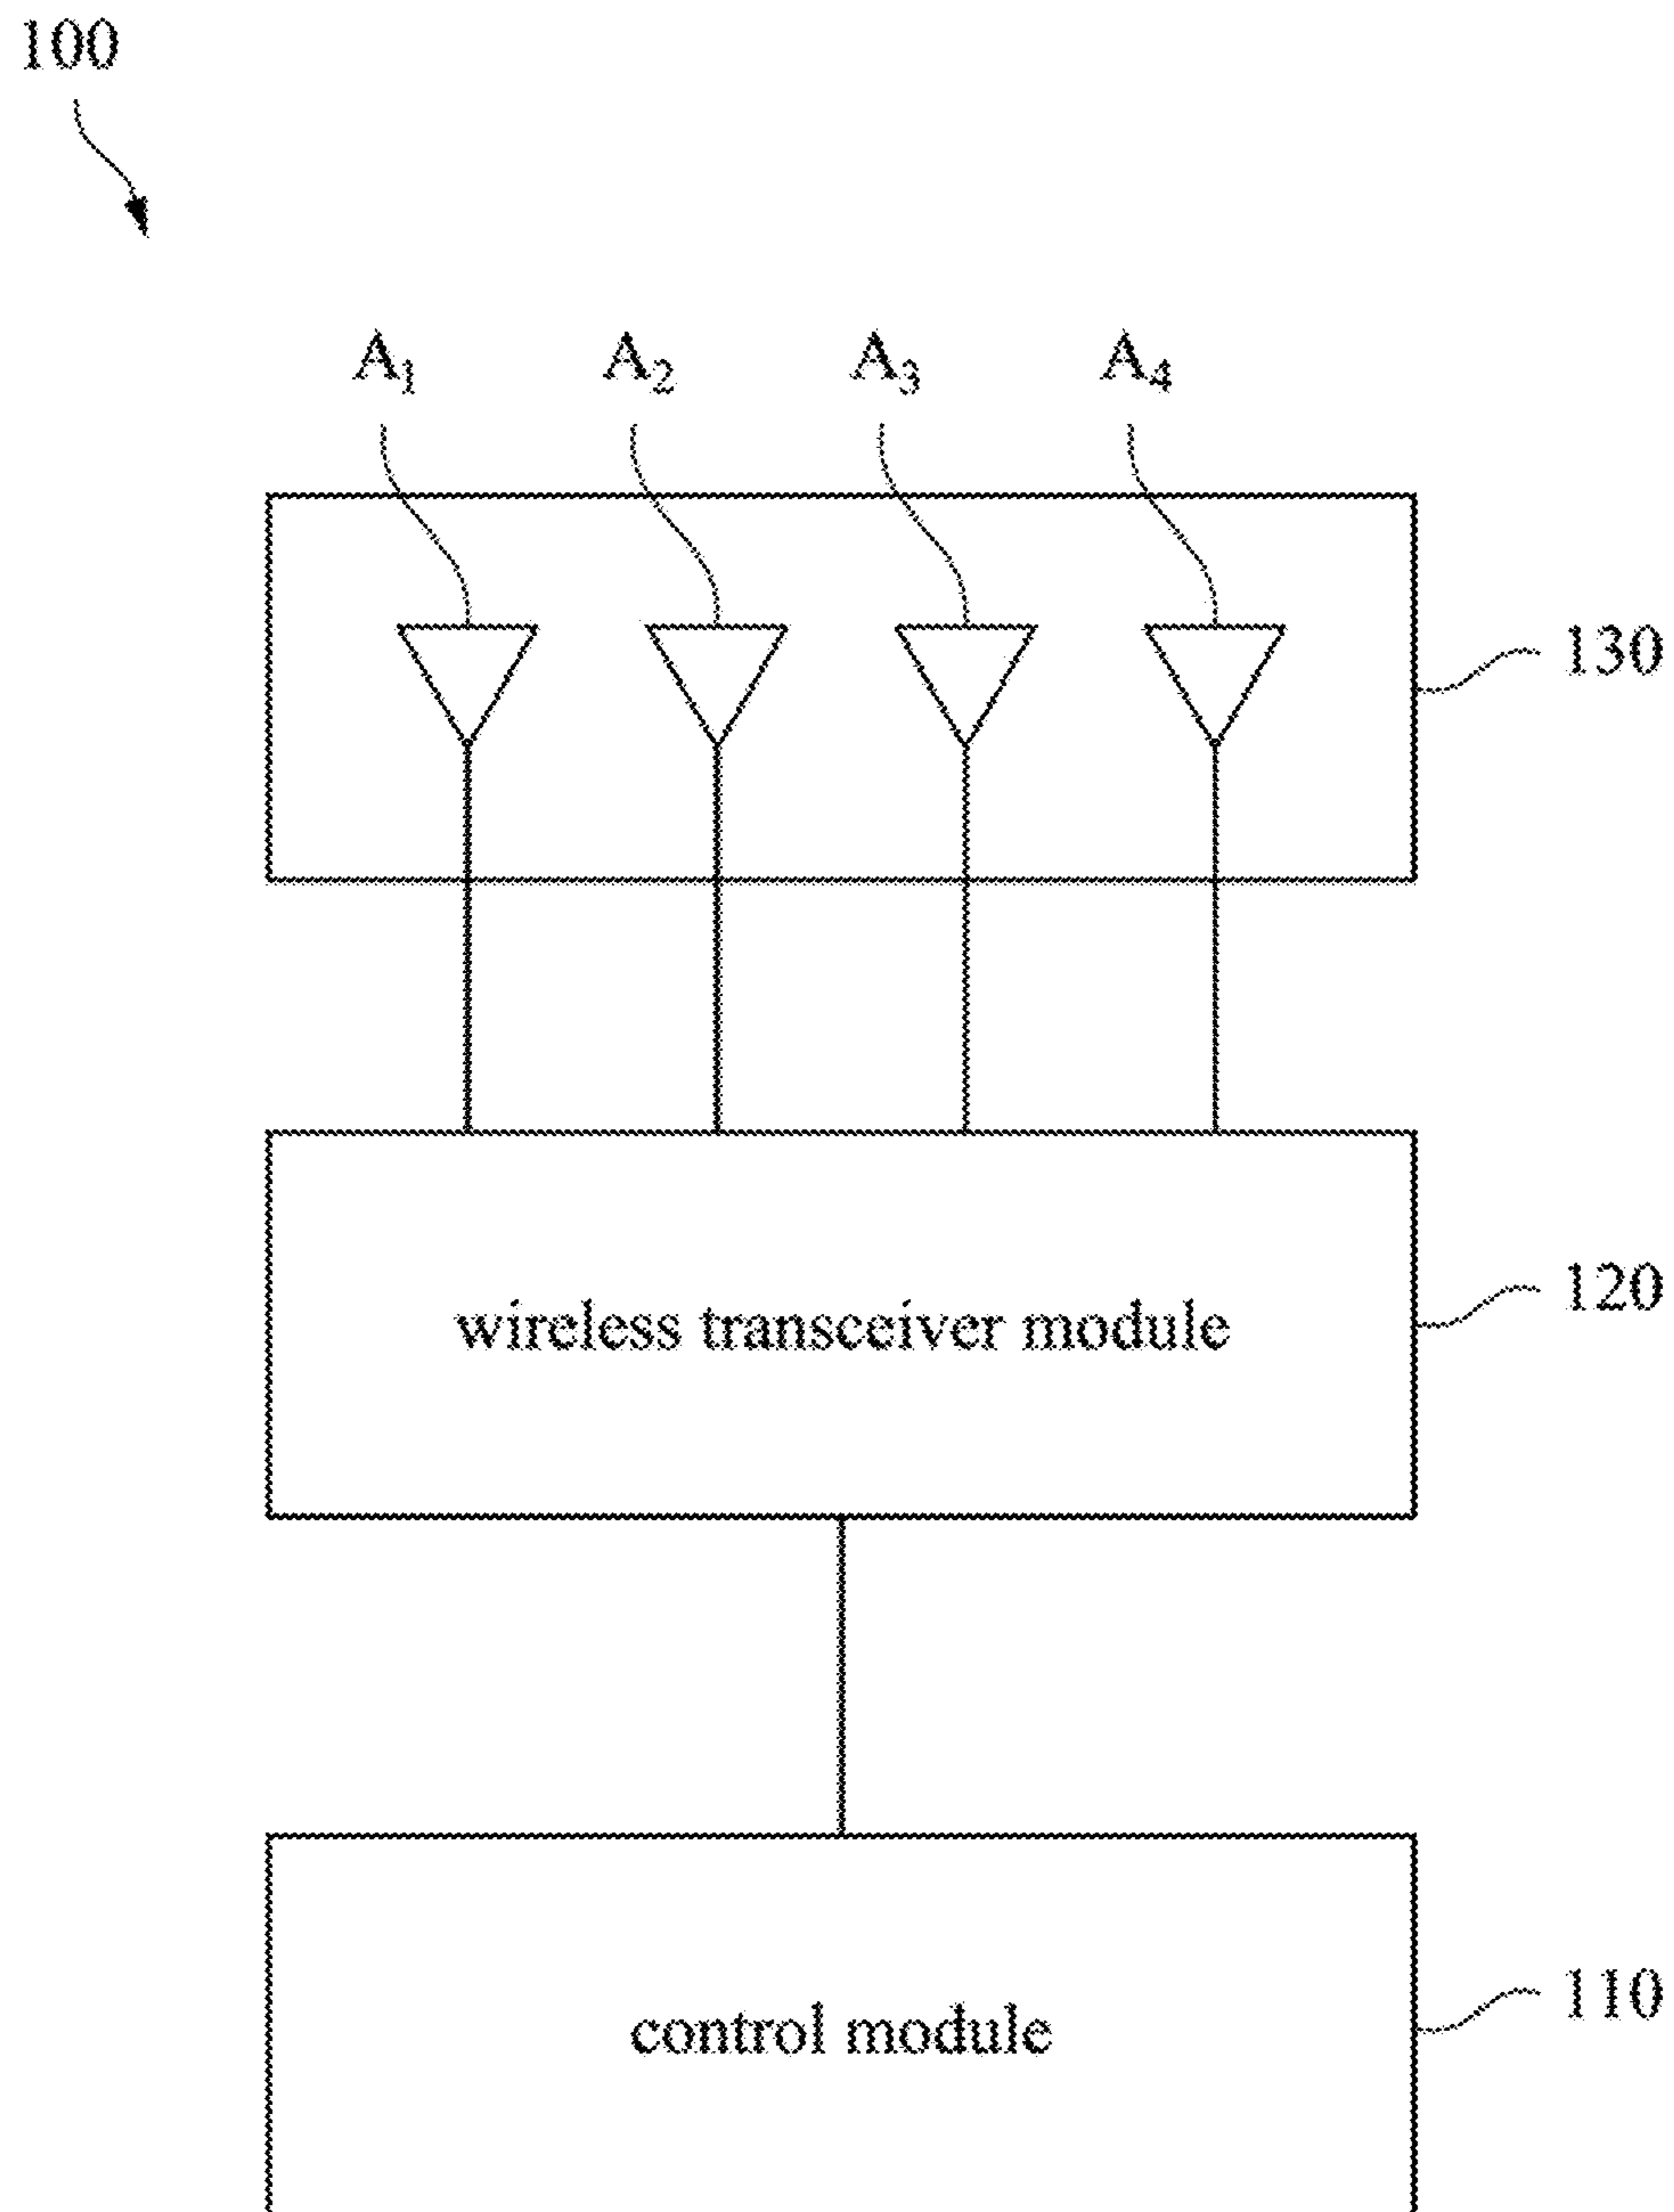 100
A₁ A₂ A₃ A₄
130
120
wireless transceiver module
110
control module